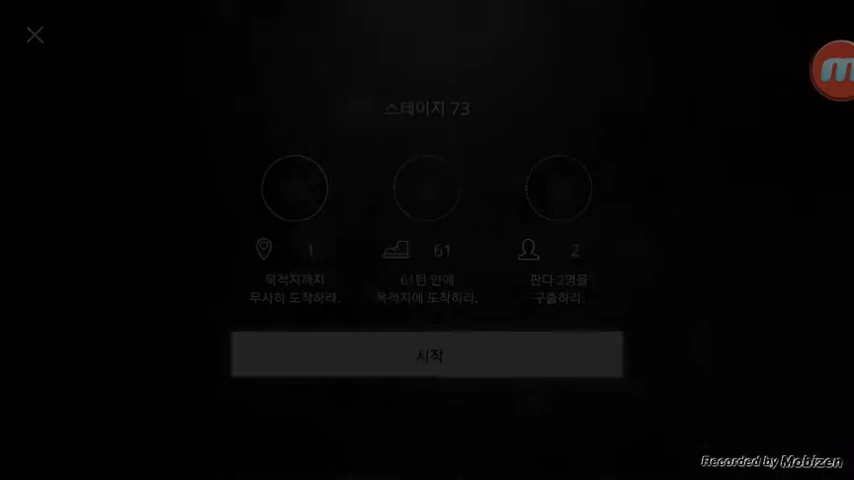 스테이지 73
1
61
2
목적지까지
무사히 도착하라.
61턴 안에
목적지에 도착하라.
판다 2명을
구출하라.
시작
Recorded by Mobizen